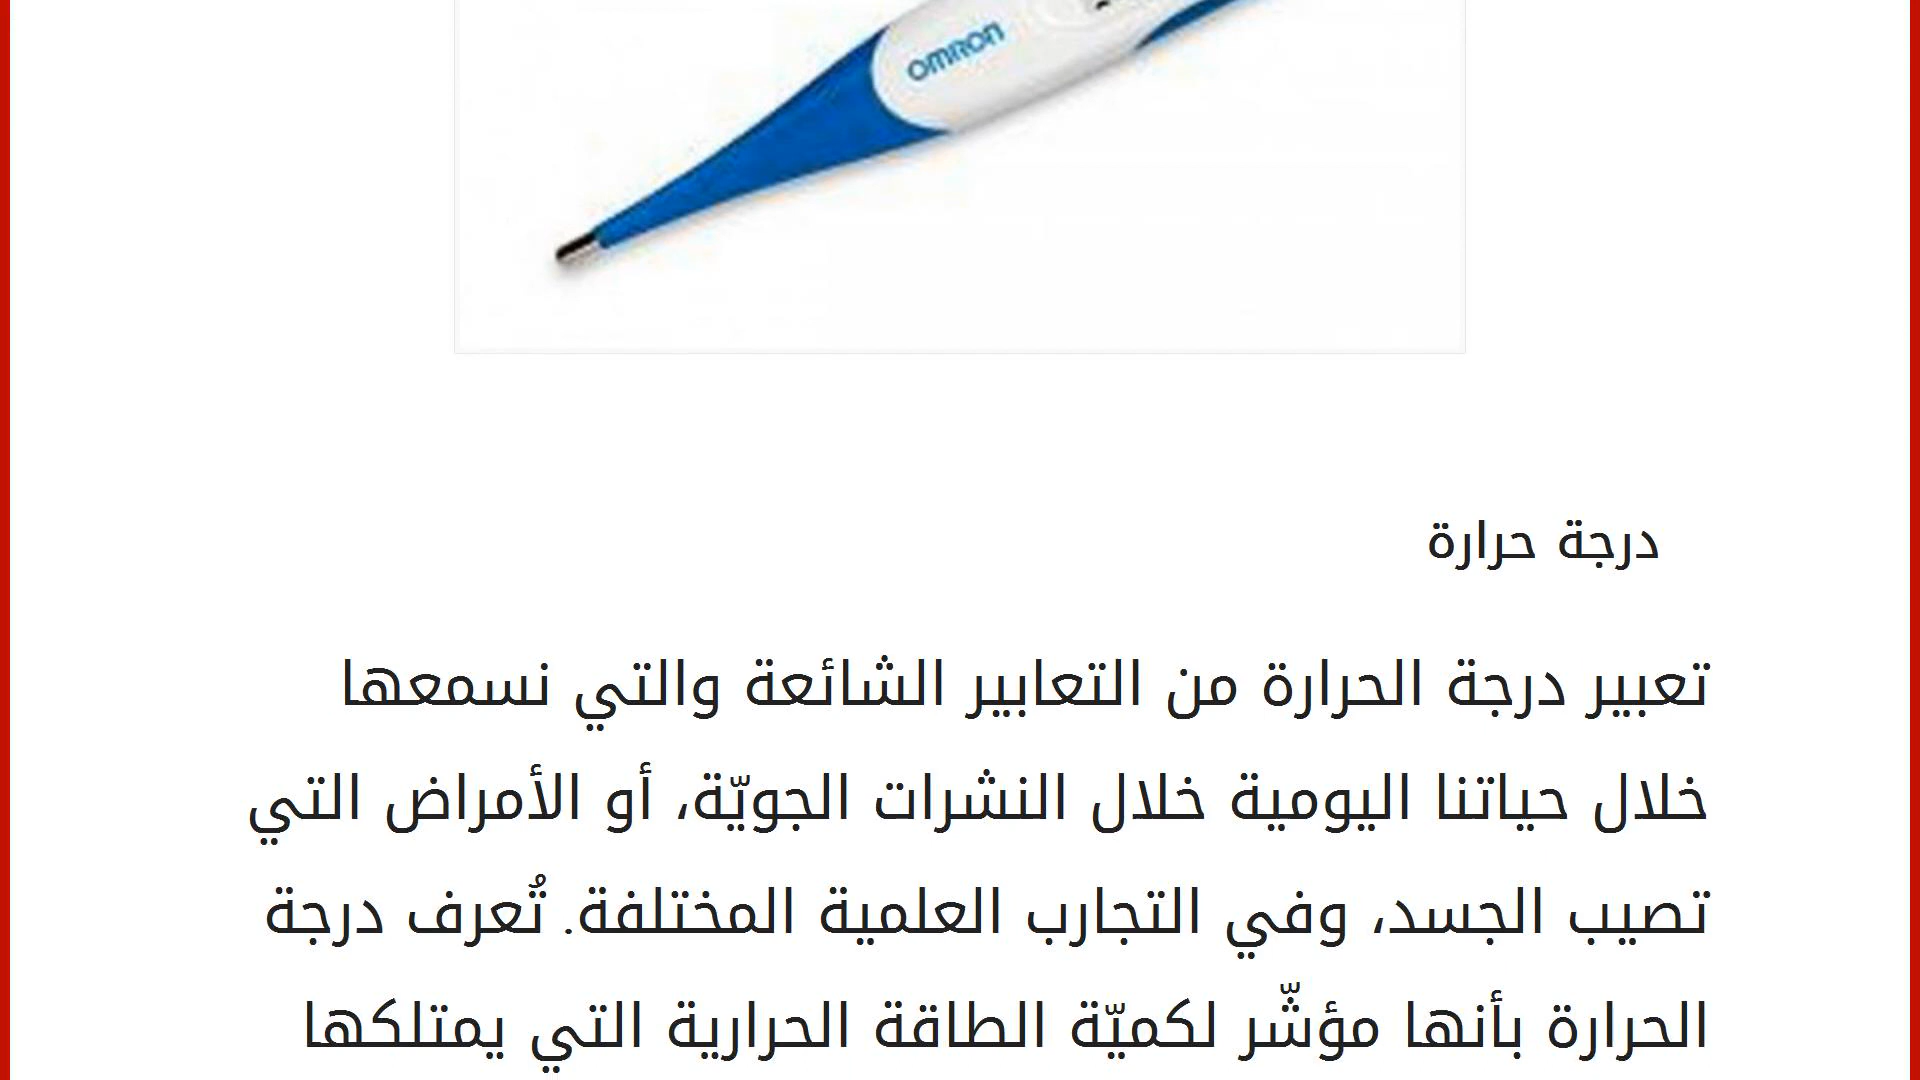 OMRON
درجة حرارة
تعبير درجة الحرارة من التعابير الشائعة والتي نسمعها
خلال حياتنا اليومية خلال النشرات الجويّة، أو الأمراض التي
تصيب الجسد، وفي التجارب العلمية المختلفة. تُعرف درجة
الحرارة بأنها مؤشّر لكميّة الطاقة الحرارية التي يمتلكها